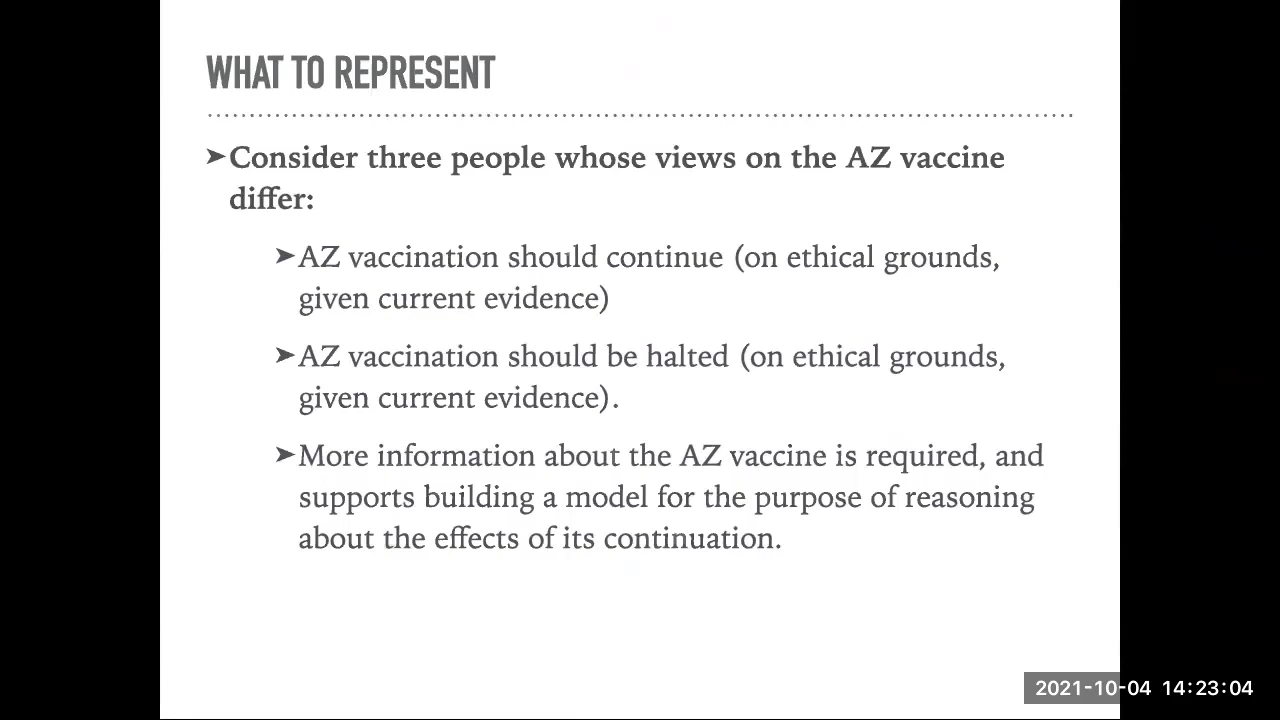 WHAT TO REPRESENT
➤Consider three people whose views on the AZ vaccine
differ:
➤AZ vaccination should continue (on ethical grounds,
given current evidence)
➤AZ vaccination should be halted (on ethical grounds,
given current evidence).
➤More information about the AZ vaccine is required, and
supports building a model for the purpose of reasoning
about the effects of its continuation.
2021-10-04 14:23:04